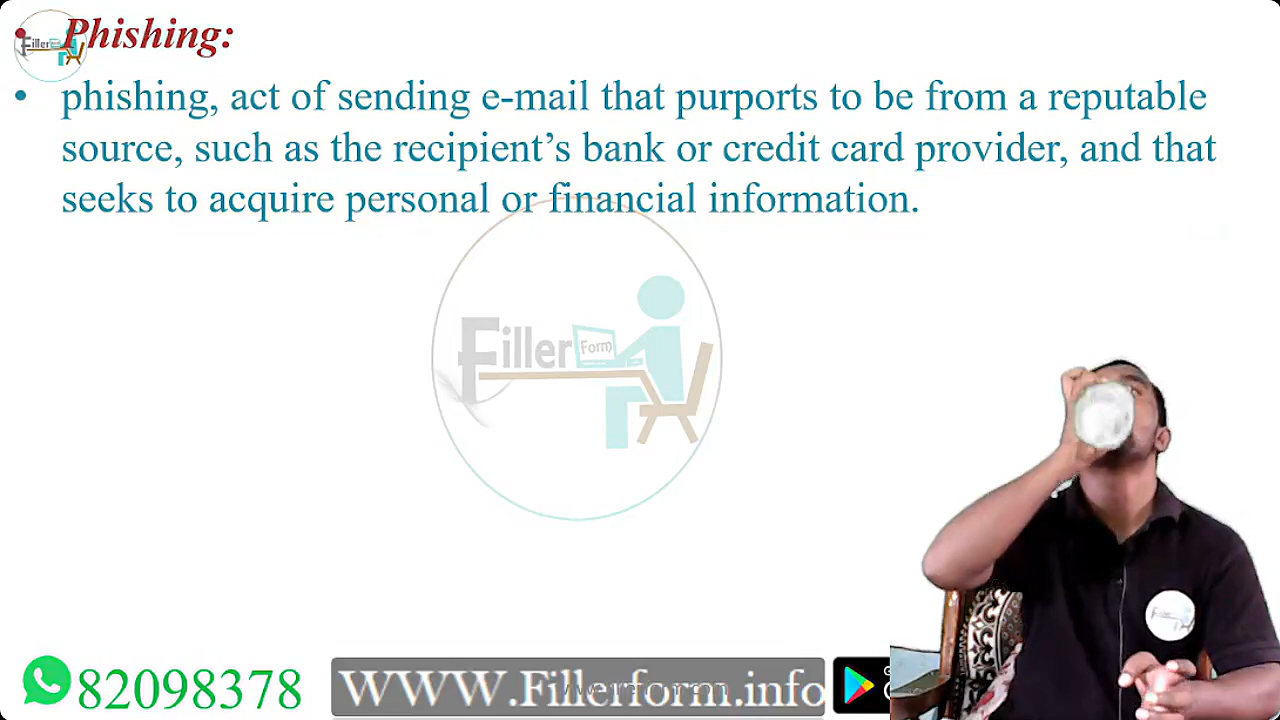 • Phishing:
• phishing, act of sending e-mail that purports to be from a reputable
source, such as the recipient’s bank or credit card provider, and that
seeks to acquire personal or financial information.
Filler Form
82098378
WWW.Fillerform.info